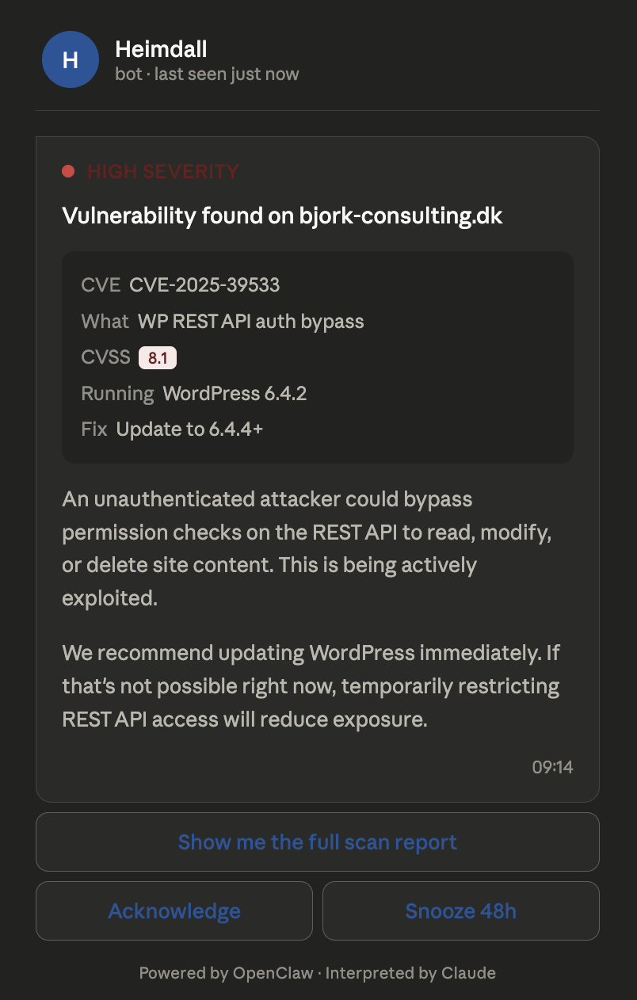 H
Heimdall
bot · last seen just now
HIGH SEVERITY
Vulnerability found on bjork-consulting.dk
CVE CVE-2025-39533
What WP REST API auth bypass
CVSS 8.1
Running WordPress 6.4.2
Fix Update to 6.4.4+
An unauthenticated attacker could bypass
permission checks on the REST API to read, modify,
or delete site content. This is being actively
exploited.
We recommend updating WordPress immediately. If
that's not possible right now, temporarily restricting
REST API access will reduce exposure.
09:14
Show me the full scan report
Acknowledge
Snooze 48h
Powered by OpenClaw · Interpreted by Claude